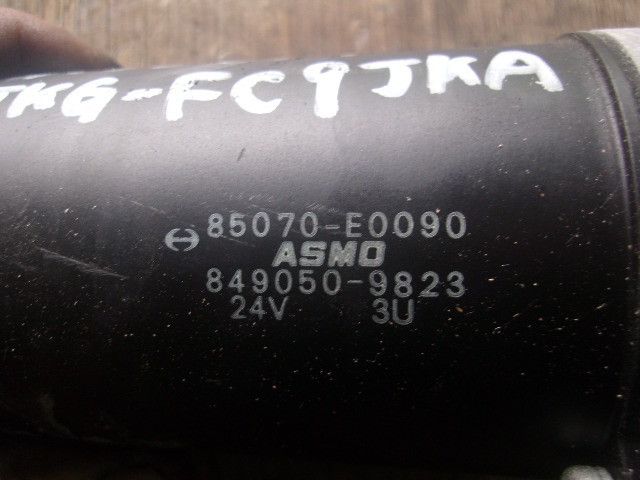 TKG-FC9JKA
85070-E0090
ASMO
849050-9823
24V 3U